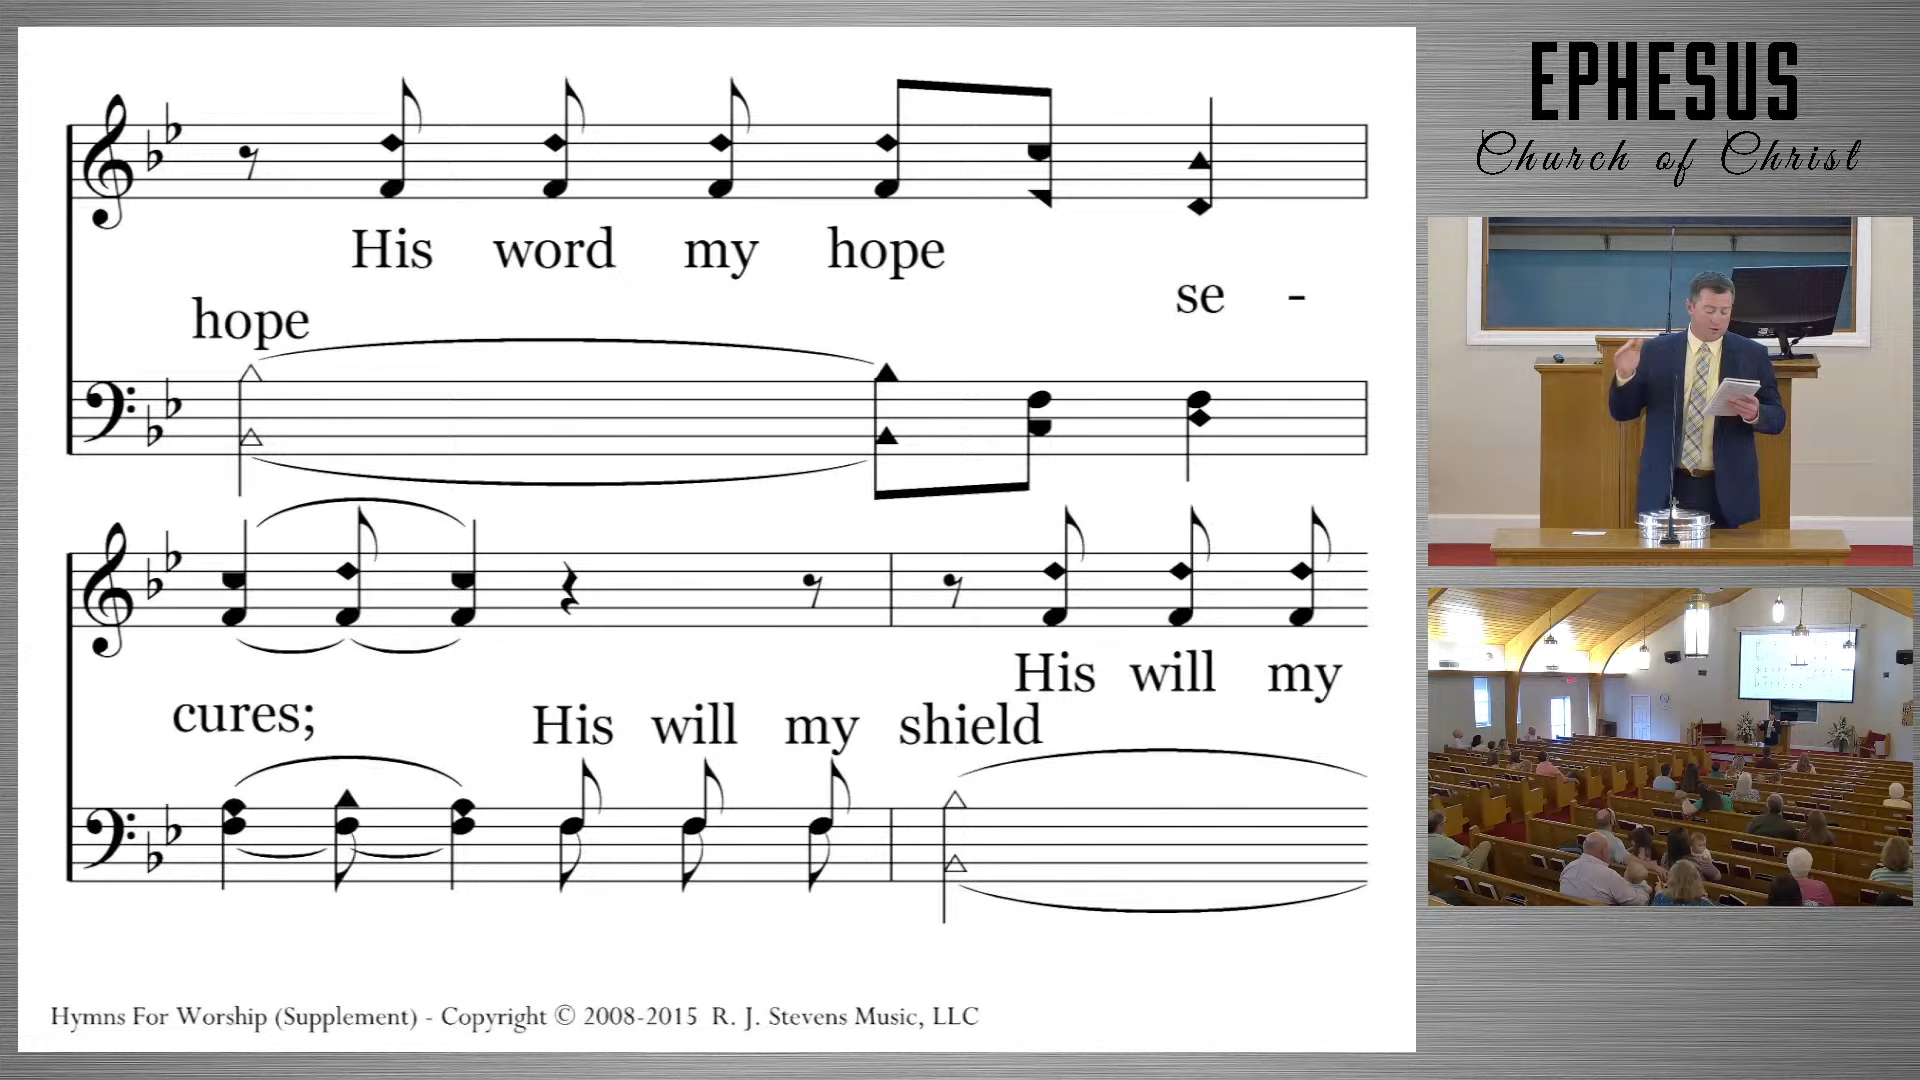 EPHESUS
Church of Christ
His word my hope
hope se -
His will my
cures; His will my shield
Hymns For Worship (Supplement) - Copyright © 2008-2015 R. J. Stevens Music, LLC